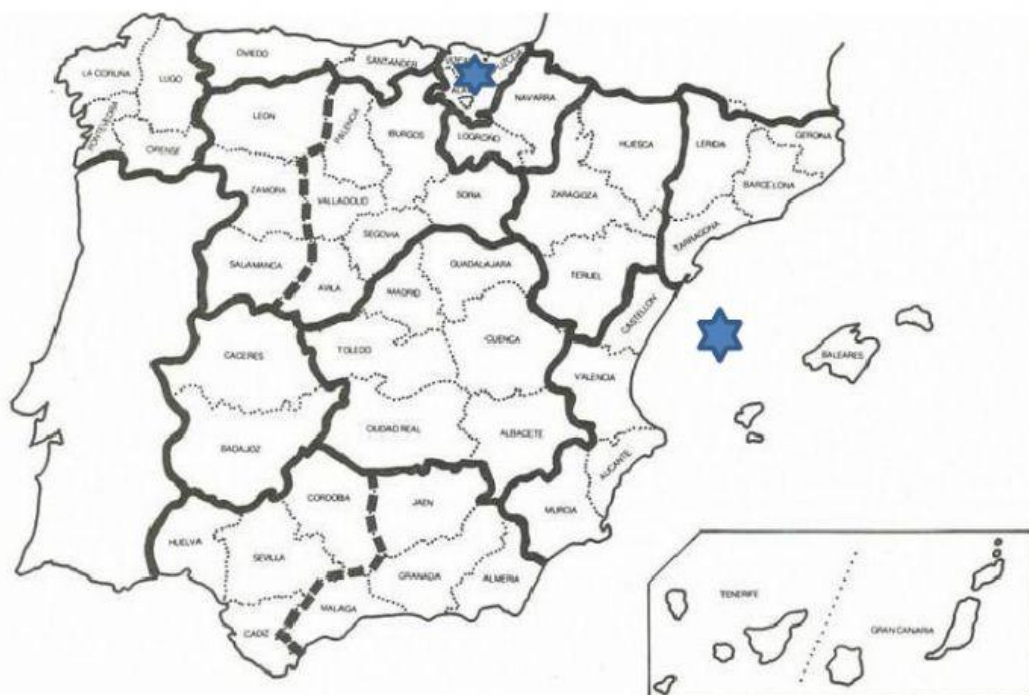 OVIEDO
SANTANDER
LA CORUÑA
LUGO
NAVARRA
LEON
PALENCIA
BURGOS
LOGROÑO
HUESCA
LERIDA
GERONA
PONTEVEDRA
ORENSE
BARCELONA
ZAMORA
VALLADOLID
SORIA
ZARAGOZA
TARRAGONA
SEGOVIA
SALAMANCA
GUADALAJARA
TERUEL
AVILA
MADRID
CASTELLON
CACERES
TOLEDO
CUENCA
BALEARES
VALENCIA
CIUDAD REAL
ALBACETE
BADAJOZ
ALICANTE
CORDOBA
JAEN
MURCIA
HUELVA
SEVILLA
GRANADA
ALMERIA
MALAGA
CADIZ
TENERIFE
GRAN CANARIA